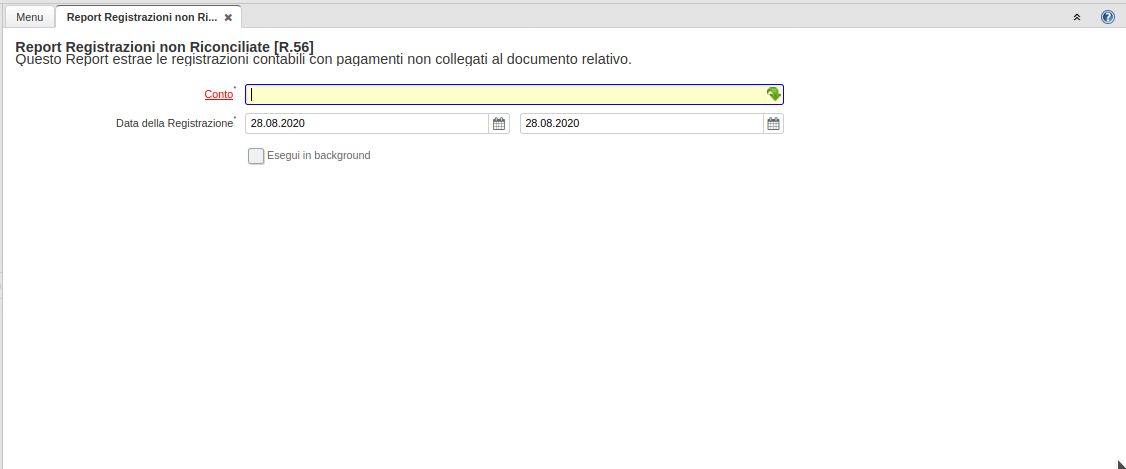 Menu
Report Registrazioni non Ri...
Report Registrazioni non Riconciliate [R.56]
Questo Report estrae le registrazioni contabili con pagamenti non collegati al documento relativo.
Conto*
Data della Registrazione* 28.08.2020 28.08.2020
Esegui in background